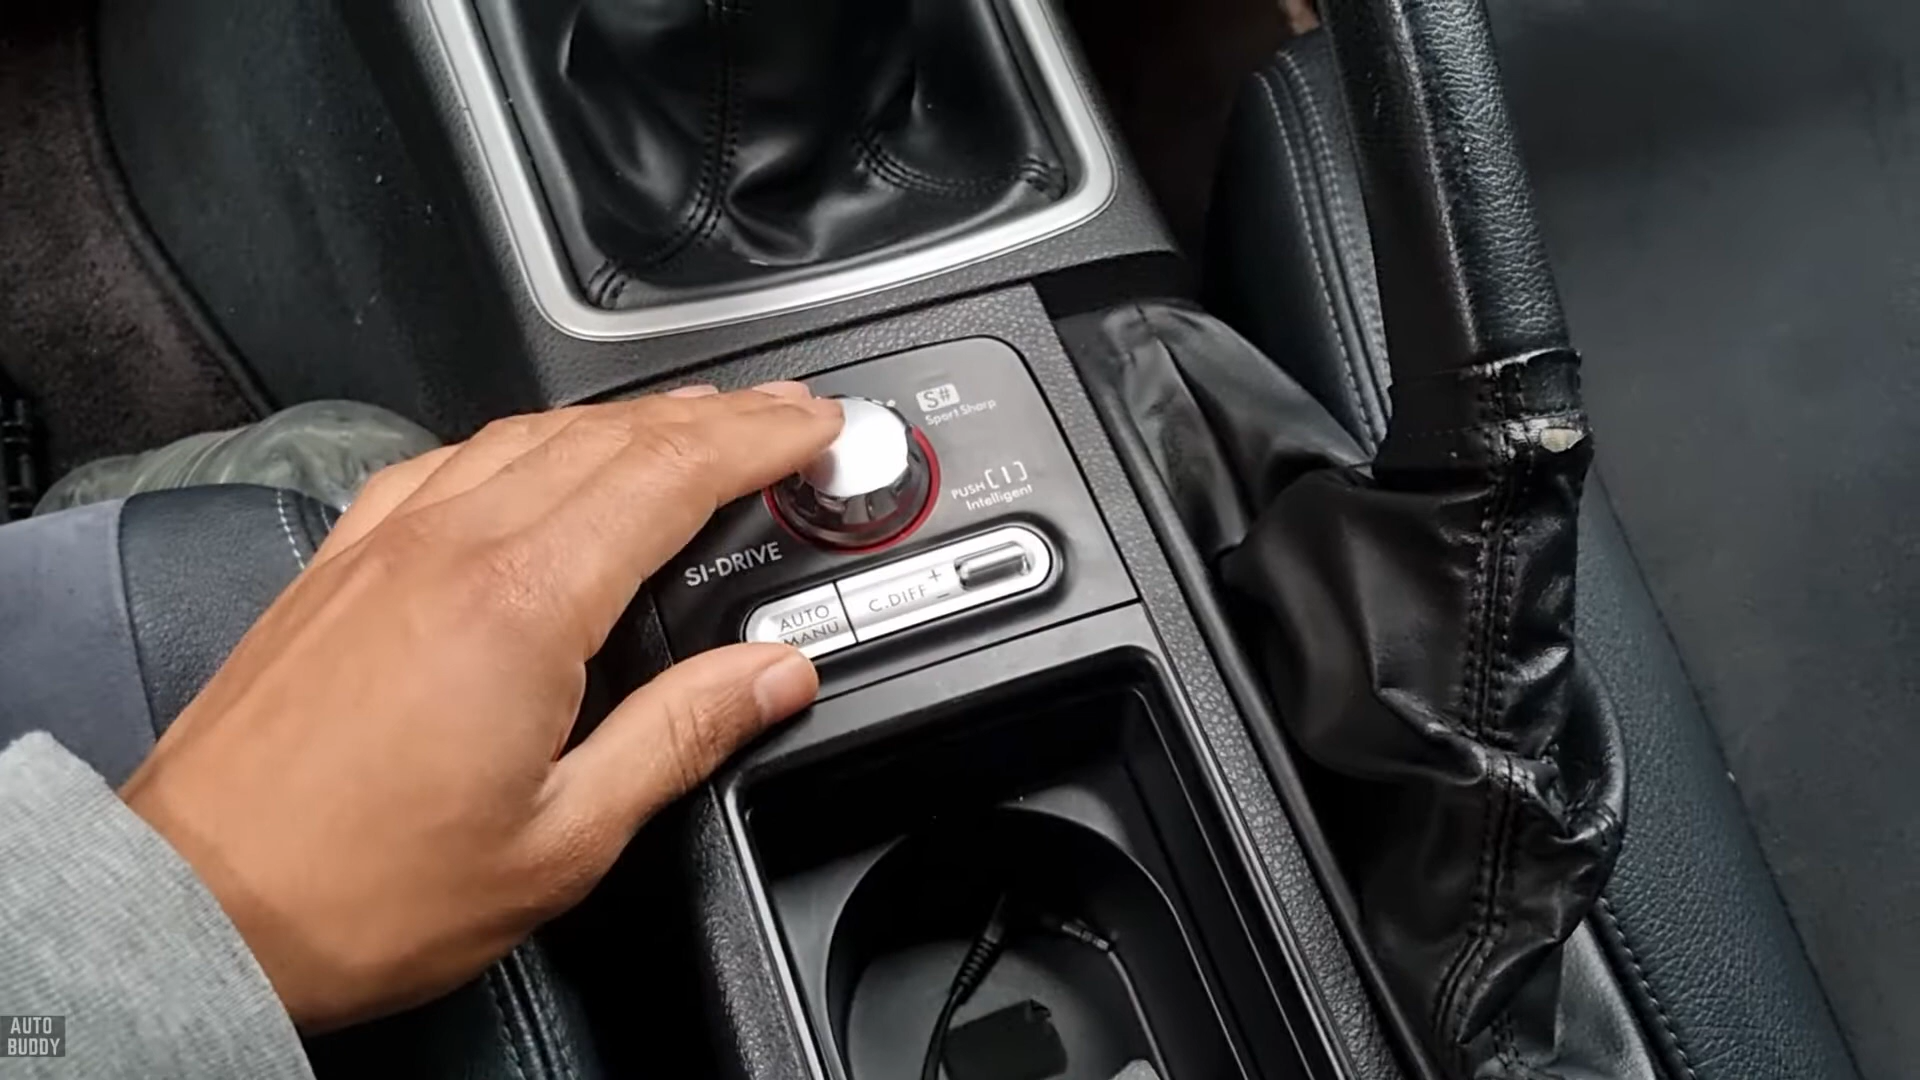 S#
Sport Sharp
PUSH [I]
Intelligent
SI-DRIVE
AUTO
MANU
C.DIFF + -
AUTO
BUDDY